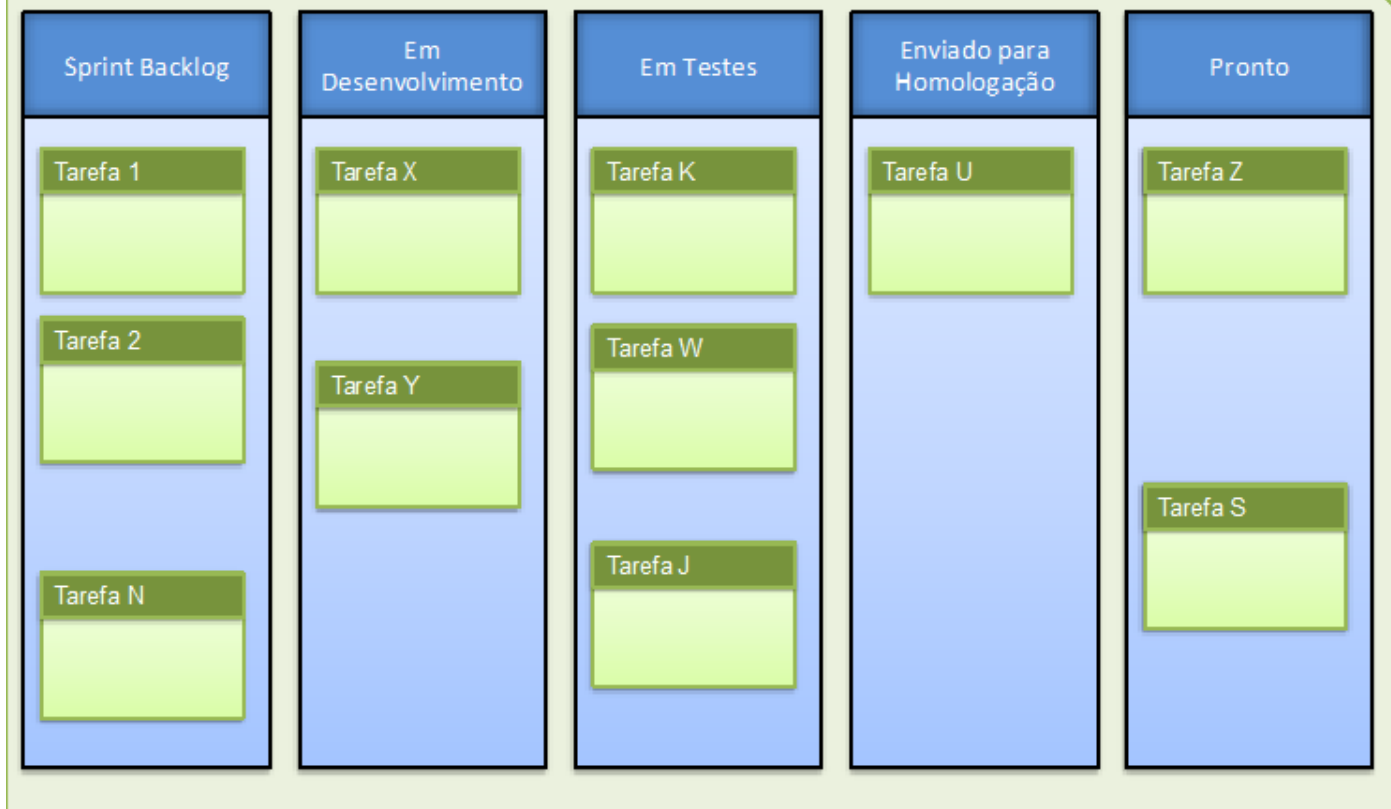 Sprint Backlog
Em
Desenvolvimento
Em Testes
Enviado para
Homologação
Pronto
Tarefa 1
Tarefa 2
Tarefa N
Tarefa X
Tarefa Y
Tarefa K
Tarefa W
Tarefa J
Tarefa U
Tarefa Z
Tarefa S